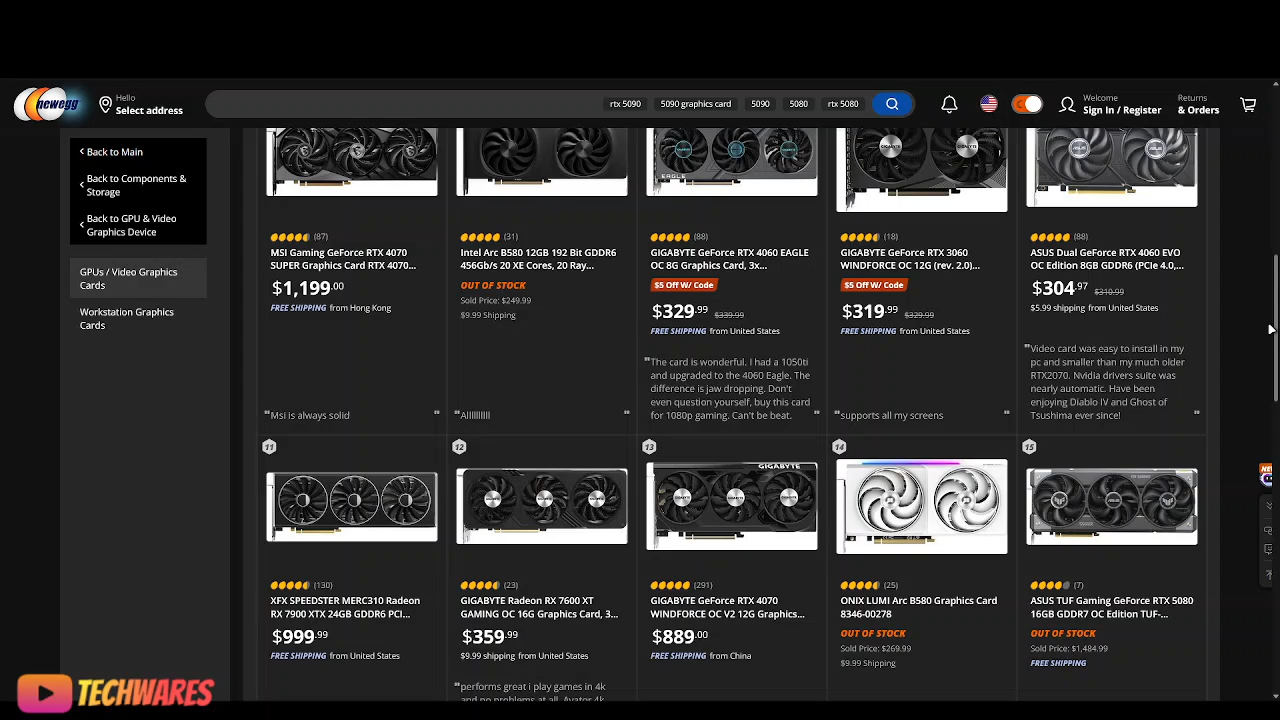 newegg
Hello
Select address
rtx 5090
5090 graphics card
5090
5080
rtx 5080
Welcome
Sign In / Register
Returns
& Orders
Back to Main
Back to Components &
Storage
Back to GPU & Video
Graphics Device
GPUs / Video Graphics
Cards
Workstation Graphics
Cards
EAGLE
GIGABYTE
GIGABYTE
(87)
MSI Gaming GeForce RTX 4070
SUPER Graphics Card RTX 4070...
$1,199.00
FREE SHIPPING from Hong Kong
"Msi is always solid"
(31)
Intel Arc B580 12GB 192 Bit GDDR6
456Gb/s 20 XE Cores, 20 Ray...
OUT OF STOCK
Sold Price: $249.99
$9.99 Shipping
"Alllllllll"
(88)
GIGABYTE GeForce RTX 4060 EAGLE
OC 8G Graphics Card, 3x...
$5 Off W/ Code
$329.99 $339.99
FREE SHIPPING from United States
"The card is wonderful. I had a 1050ti
and upgraded to the 4060 Eagle. The
difference is jaw dropping. Don't
even question yourself, buy this card
for 1080p gaming. Can't be beat."
(18)
GIGABYTE GeForce RTX 3060
WINDFORCE OC 12G (rev. 2.0)...
$5 Off W/ Code
$319.99 $329.99
FREE SHIPPING from United States
"supports all my screens"
(88)
ASUS Dual GeForce RTX 4060 EVO
OC Edition 8GB GDDR6 (PCIe 4.0,...
$304.97 $310.99
$5.99 shipping from United States
"Video card was easy to install in my
pc and smaller than my much older
RTX2070. Nvidia drivers suite was
nearly automatic. Have been
enjoying Diablo IV and Ghost of
Tsushima ever since!"
11
(130)
XFX SPEEDSTER MERC310 Radeon
RX 7900 XTX 24GB GDDR6 PCI...
$999.99
FREE SHIPPING from United States
12
(23)
GIGABYTE Radeon RX 7600 XT
GAMING OC 16G Graphics Card, 3...
$359.99
$9.99 shipping from United States
"performs great i play games in 4k
and no problems at all. Avatar 4k
13
GIGABYTE
(291)
GIGABYTE GeForce RTX 4070
WINDFORCE OC V2 12G Graphics...
$889.00
FREE SHIPPING from China
14
(25)
ONIX LUMI Arc B580 Graphics Card
8346-00278
OUT OF STOCK
Sold Price: $269.99
$9.99 Shipping
15
(7)
ASUS TUF Gaming GeForce RTX 5080
16GB GDDR7 OC Edition TUF-...
OUT OF STOCK
Sold Price: $1,484.99
FREE SHIPPING
TECHWARES